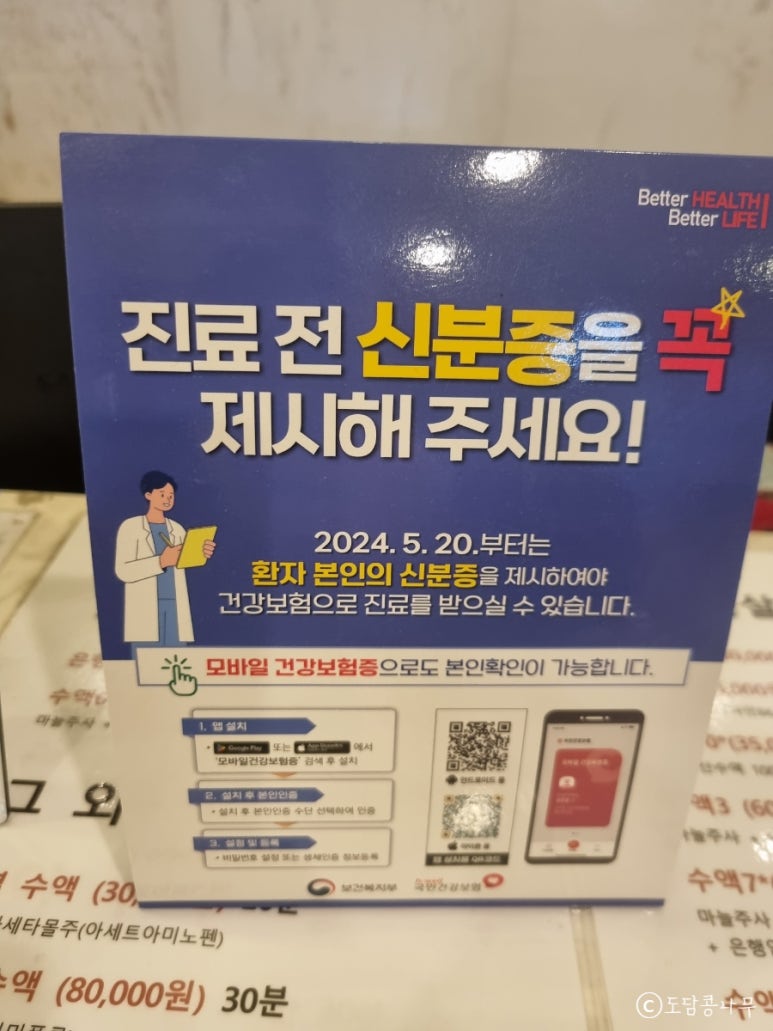 Better HEALTH
Better LIFE
진료 전 신분증을 꼭
제시해 주세요!
2024. 5. 20.부터는
환자 본인의 신분증을 제시하여야
건강보험으로 진료를 받으실 수 있습니다.
모바일 건강보험증으로도 본인확인이 가능합니다.
1. 앱 설치
• Google Play 또는 App Store 에서
'모바일건강보험증' 검색 후 설치
2. 설치 후 본인인증
• 설치 후 본인인증 수단 선택하여 인증
3. 설정 및 등록
• 비밀번호 설정 또는 생체인증 정보등록
안드로이드 용
아이폰 용
앱 설치용 QR코드
보건복지부
국민건강보험
수액
마늘주사 +
그 외
수액 (30,
세타몰주(아세트아미노펜)
수액 (80,000원) 30분
(35,0
액3 (60
마늘주사 +
수액7*
마늘주사
+ 은행잎
수액
ⓒ도담콩나무